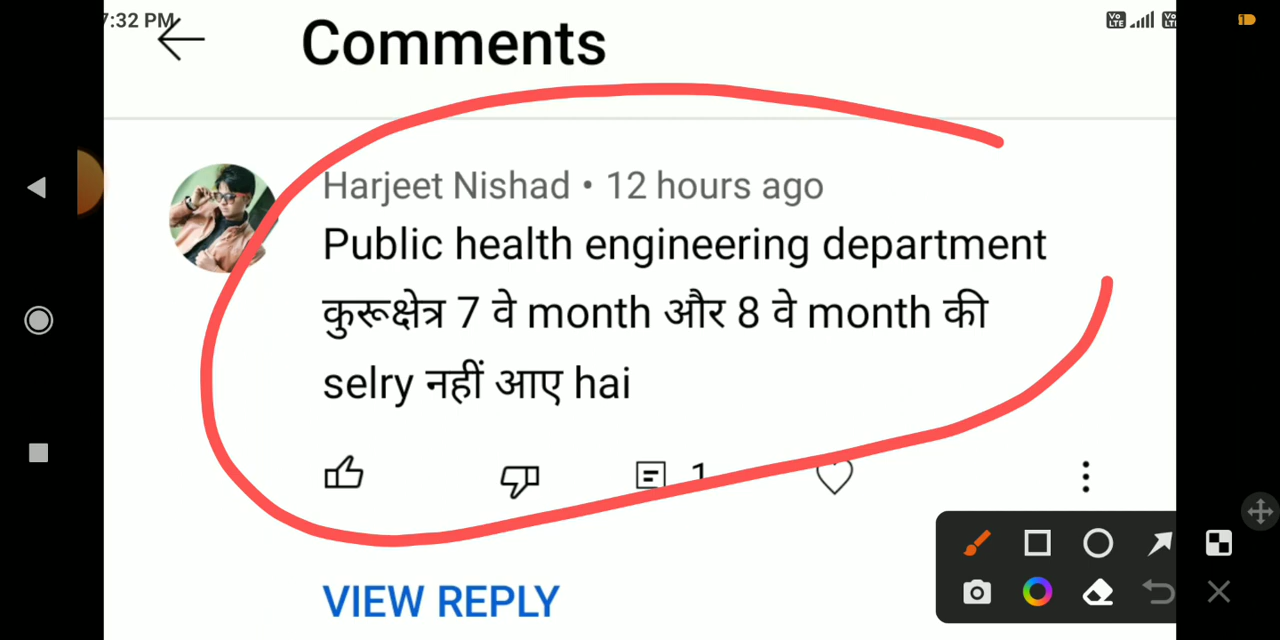 7:32 PM
Comments
Harjeet Nishad • 12 hours ago
Public health engineering department
कुरूक्षेत्र 7 वे month और 8 वे month की
selry नहीं आए hai
1
VIEW REPLY